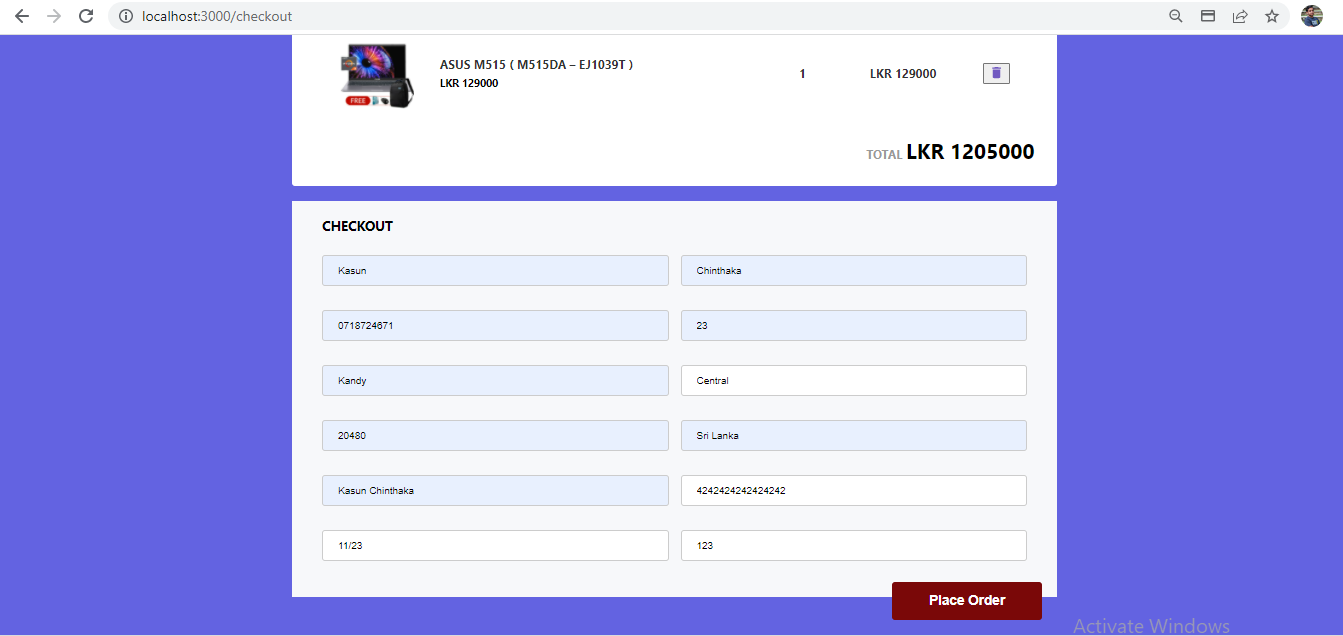 localhost:3000/checkout
ASUS M515 ( M515DA – EJ1039T )
LKR 129000
1
LKR 129000
FREE
TOTAL LKR 1205000
CHECKOUT
Kasun
Chinthaka
0718724671
23
Kandy
Central
20480
Sri Lanka
Kasun Chinthaka
4242424242424242
11/23
123
Place Order
Activate Windows